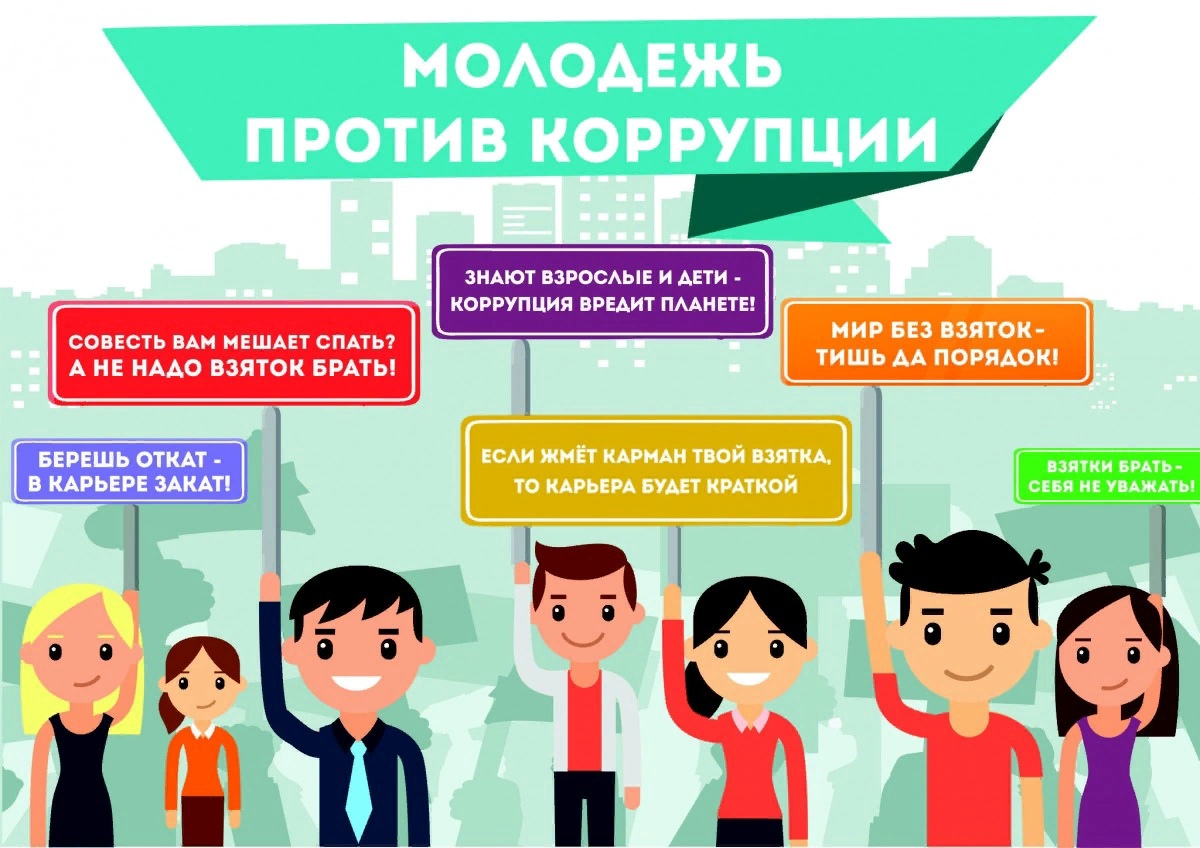 МОЛОДЕЖЬ
ПРОТИВ КОРРУПЦИИ
ЗНАЮТ ВЗРОСЛЫЕ И ДЕТИ -
КОРРУПЦИЯ ВРЕДИТ ПЛАНЕТЕ!
СОВЕСТЬ ВАМ МЕШАЕТ СПАТЬ?
А НЕ НАДО ВЗЯТОК БРАТЬ!
МИР БЕЗ ВЗЯТОК -
ТИШЬ ДА ПОРЯДОК!
БЕРЕШЬ ОТКАТ -
В КАРЬЕРЕ ЗАКАТ!
ЕСЛИ ЖМЁТ КАРМАН ТВОЙ ВЗЯТКА,
ТО КАРЬЕРА БУДЕТ КРАТКОЙ
ВЗЯТКИ БРАТЬ -
СЕБЯ НЕ УВАЖАТЬ!